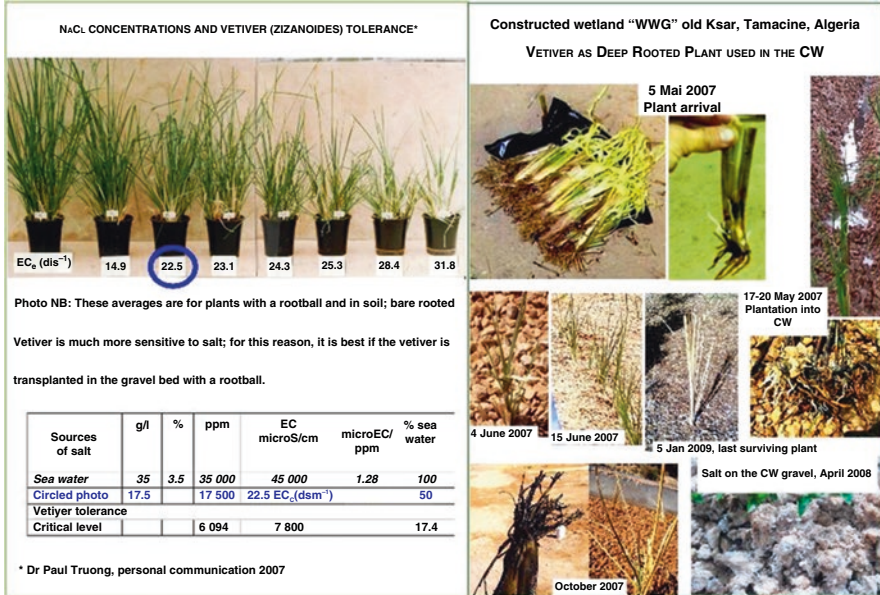 NACL CONCENTRATIONS AND VETIVER (ZIZANOIDES) TOLERANCE*
ECe (dis–1) 14.9 22.5 23.1 24.3 25.3 28.4 31.8
Photo NB: These averages are for plants with a rootball and in soil; bare rooted
Vetiver is much more sensitive to salt; for this reason, it is best if the vetiver is
transplanted in the gravel bed with a rootball.
Sources of salt g/l % ppm EC microS/cm microEC/ppm % sea water
Sea water 35 3.5 35 000 45 000 1.28 100
Circled photo 17.5 17 500 22.5 ECc(dsm–1) 50
Vetiyer tolerance
Critical level 6 094 7 800 17.4
* Dr Paul Truong, personal communication 2007
Constructed wetland “WWG” old Ksar, Tamacine, Algeria
VETIVER AS DEEP ROOTED PLANT USED IN THE CW
5 Mai 2007
Plant arrival
17-20 May 2007
Plantation into
CW
4 June 2007
15 June 2007
5 Jan 2009, last surviving plant
Salt on the CW gravel, April 2008
October 2007